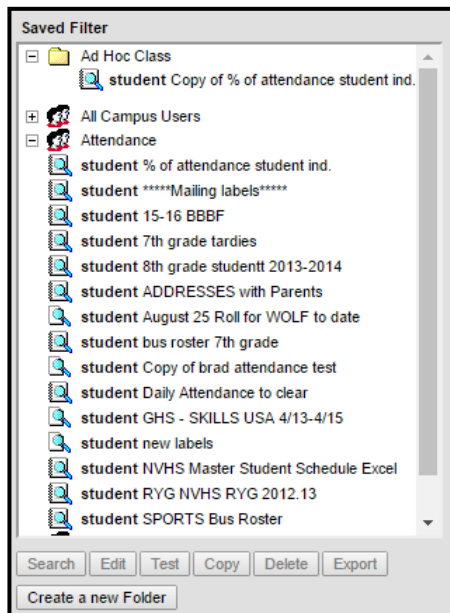 Saved Filter
Ad Hoc Class
student Copy of % of attendance student ind.
All Campus Users
Attendance
student % of attendance student ind.
student *****Mailing labels*****
student 15-16 BBBF
student 7th grade tardies
student 8th grade studentt 2013-2014
student ADDRESSES with Parents
student August 25 Roll for WOLF to date
student bus roster 7th grade
student Copy of brad attendance test
student Daily Attendance to clear
student GHS - SKILLS USA 4/13-4/15
student new labels
student NVHS Master Student Schedule Excel
student RYG NVHS RYG 2012.13
student SPORTS Bus Roster
Search Edit Test Copy Delete Export
Create a new Folder